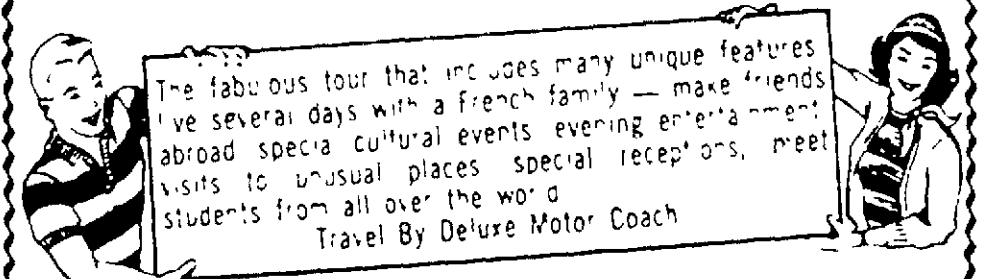 The fabulous tour that includes many unique features
live several days with a French family — make friends
abroad special cultural events evening entertainment,
visits to unusual places special receptions, meet
students from all over the world
Travel By Deluxe Motor Coach